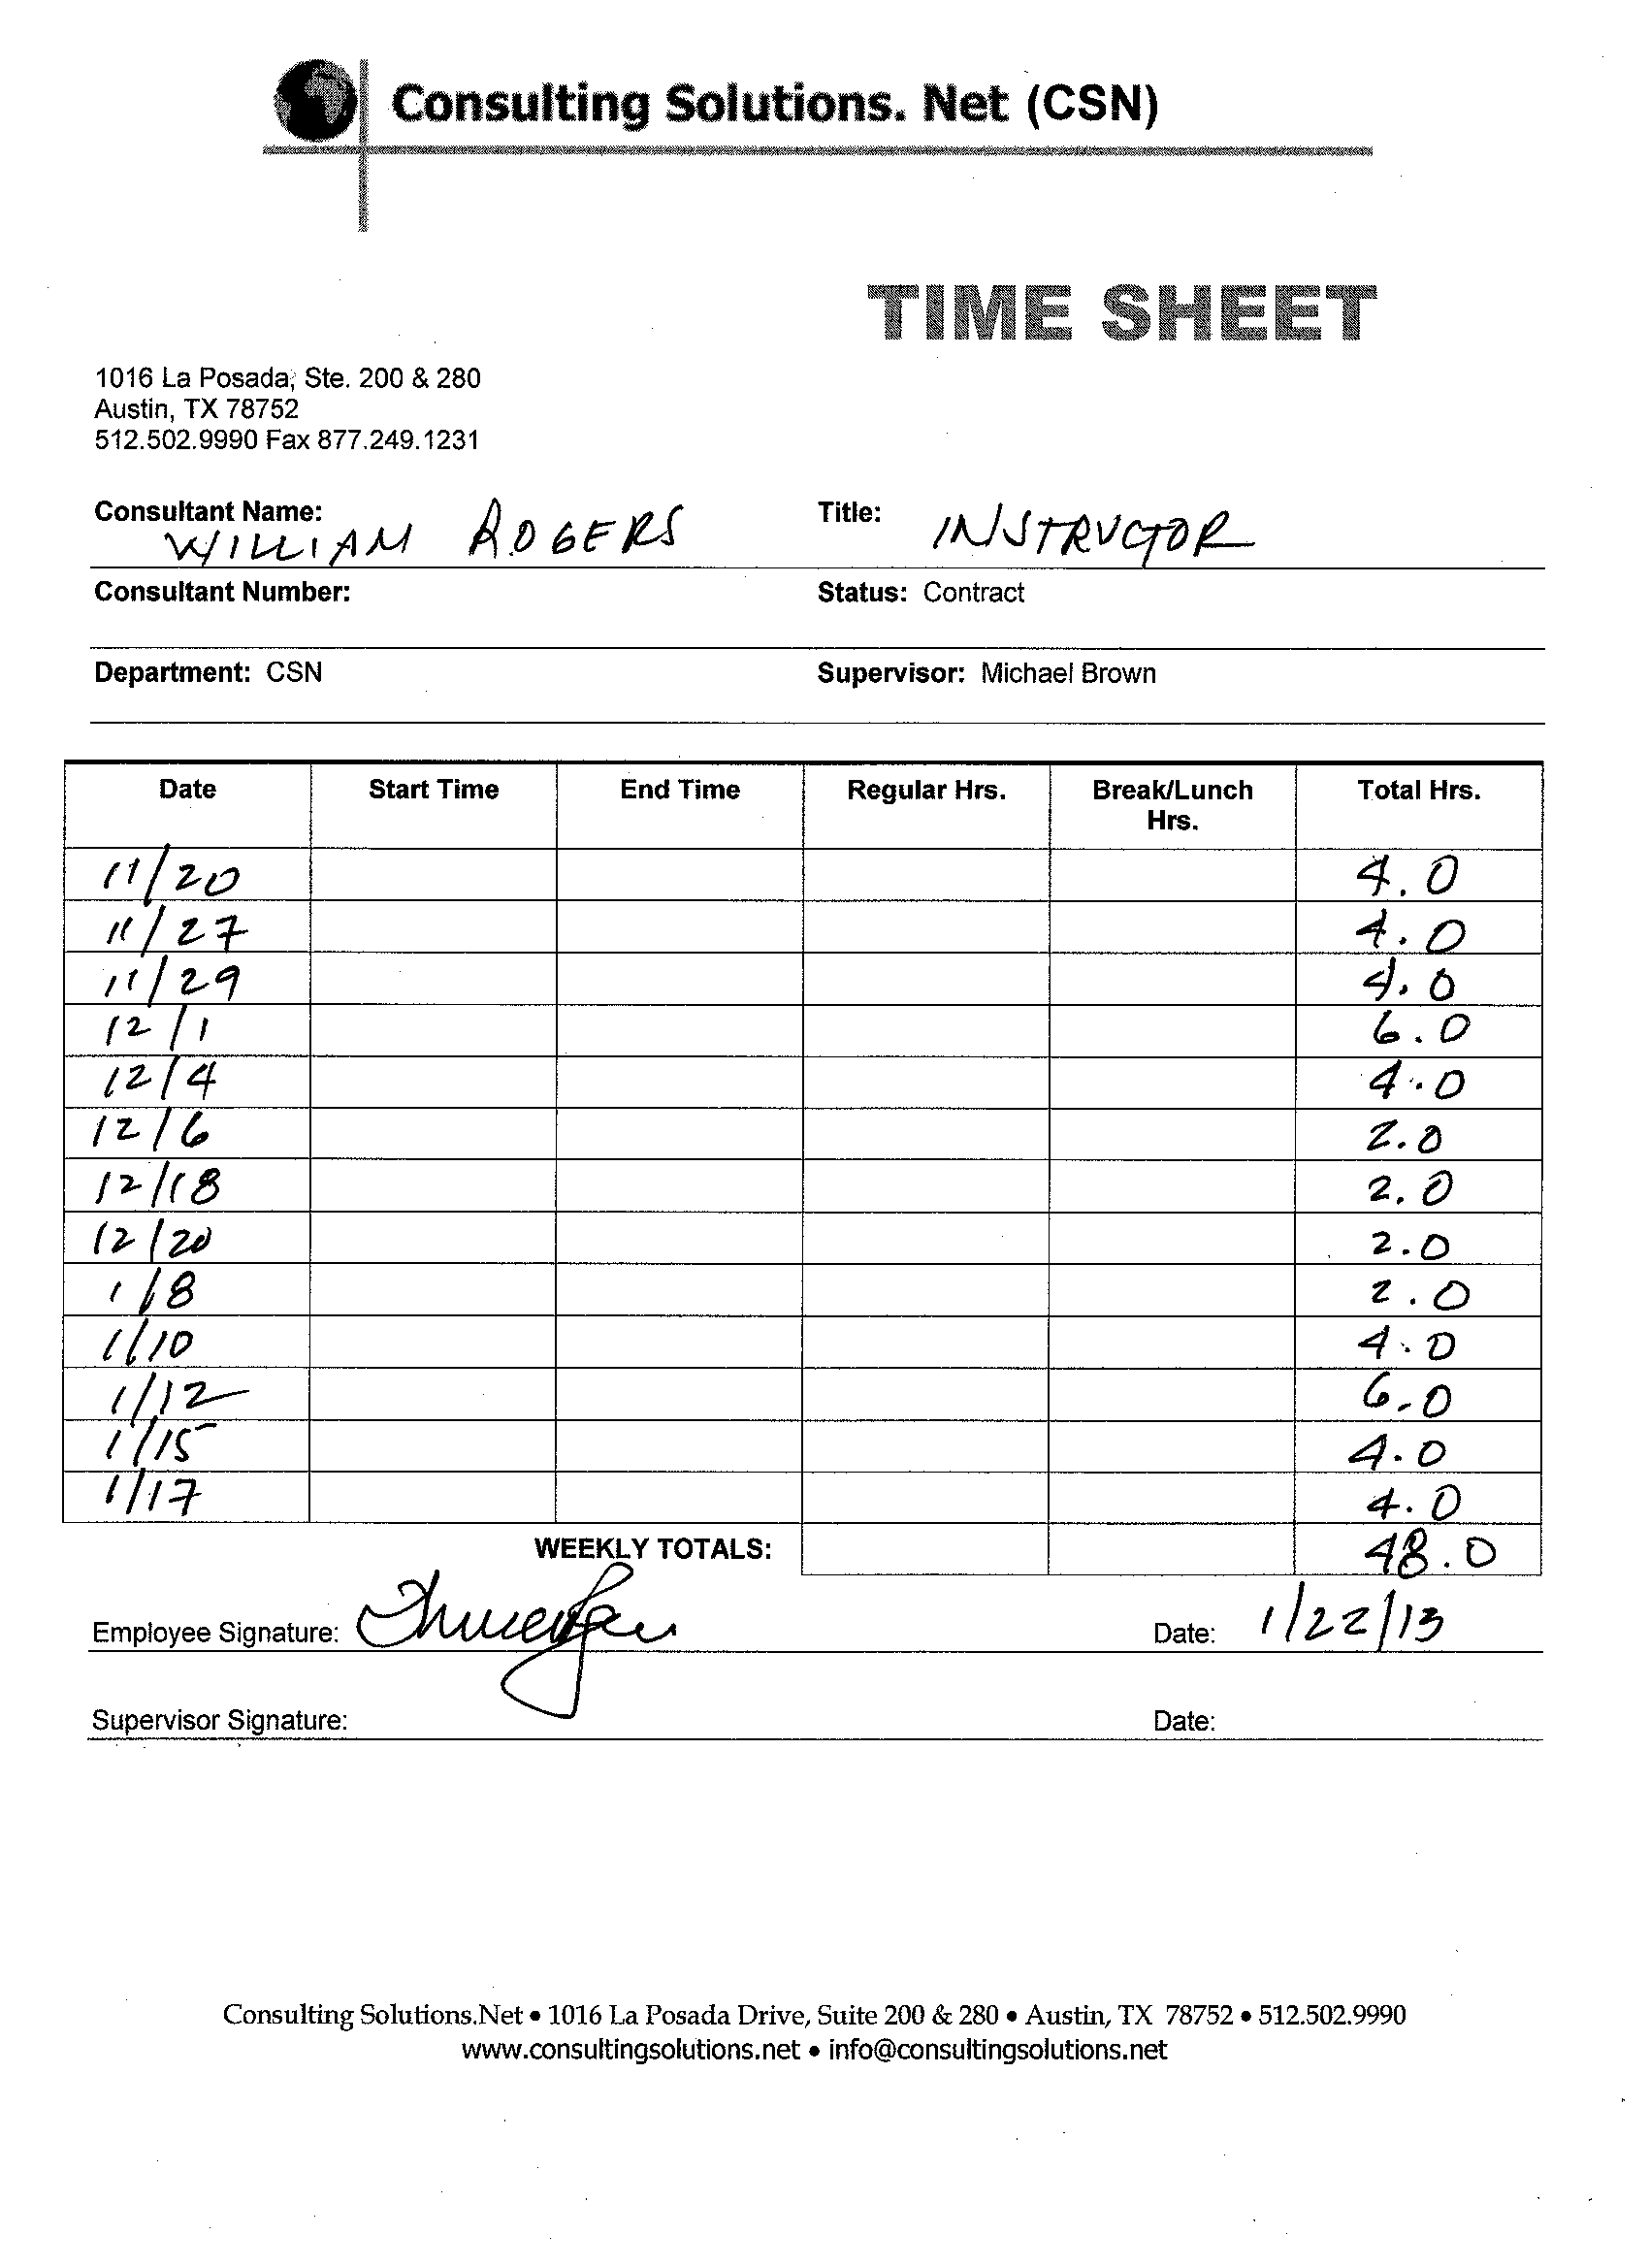 Consulting Solutions. Net (CSN)
TIME SHEET
1016 La Posada, Ste. 200 & 280
Austin, TX 78752
512.502.9990 Fax 877.249.1231
Consultant Name: WILLIAM ROGERS Title: INSTRUCTOR
Consultant Number: Status: Contract
Department: CSN Supervisor: Michael Brown
Date Start Time End Time Regular Hrs. Break/Lunch Hrs. Total Hrs.
11/20 4.0
11/27 4.0
11/29 4.0
12/1 6.0
12/4 4.0
12/6 2.0
12/18 2.0
12/20 2.0
1/8 2.0
1/10 4.0
1/12 6.0
1/15 4.0
1/17 4.0
WEEKLY TOTALS: 48.0
Employee Signature: Date: 1/22/13
Supervisor Signature: Date:
Consulting Solutions.Net • 1016 La Posada Drive, Suite 200 & 280 • Austin, TX 78752 • 512.502.9990
www.consultingsolutions.net • info@consultingsolutions.net